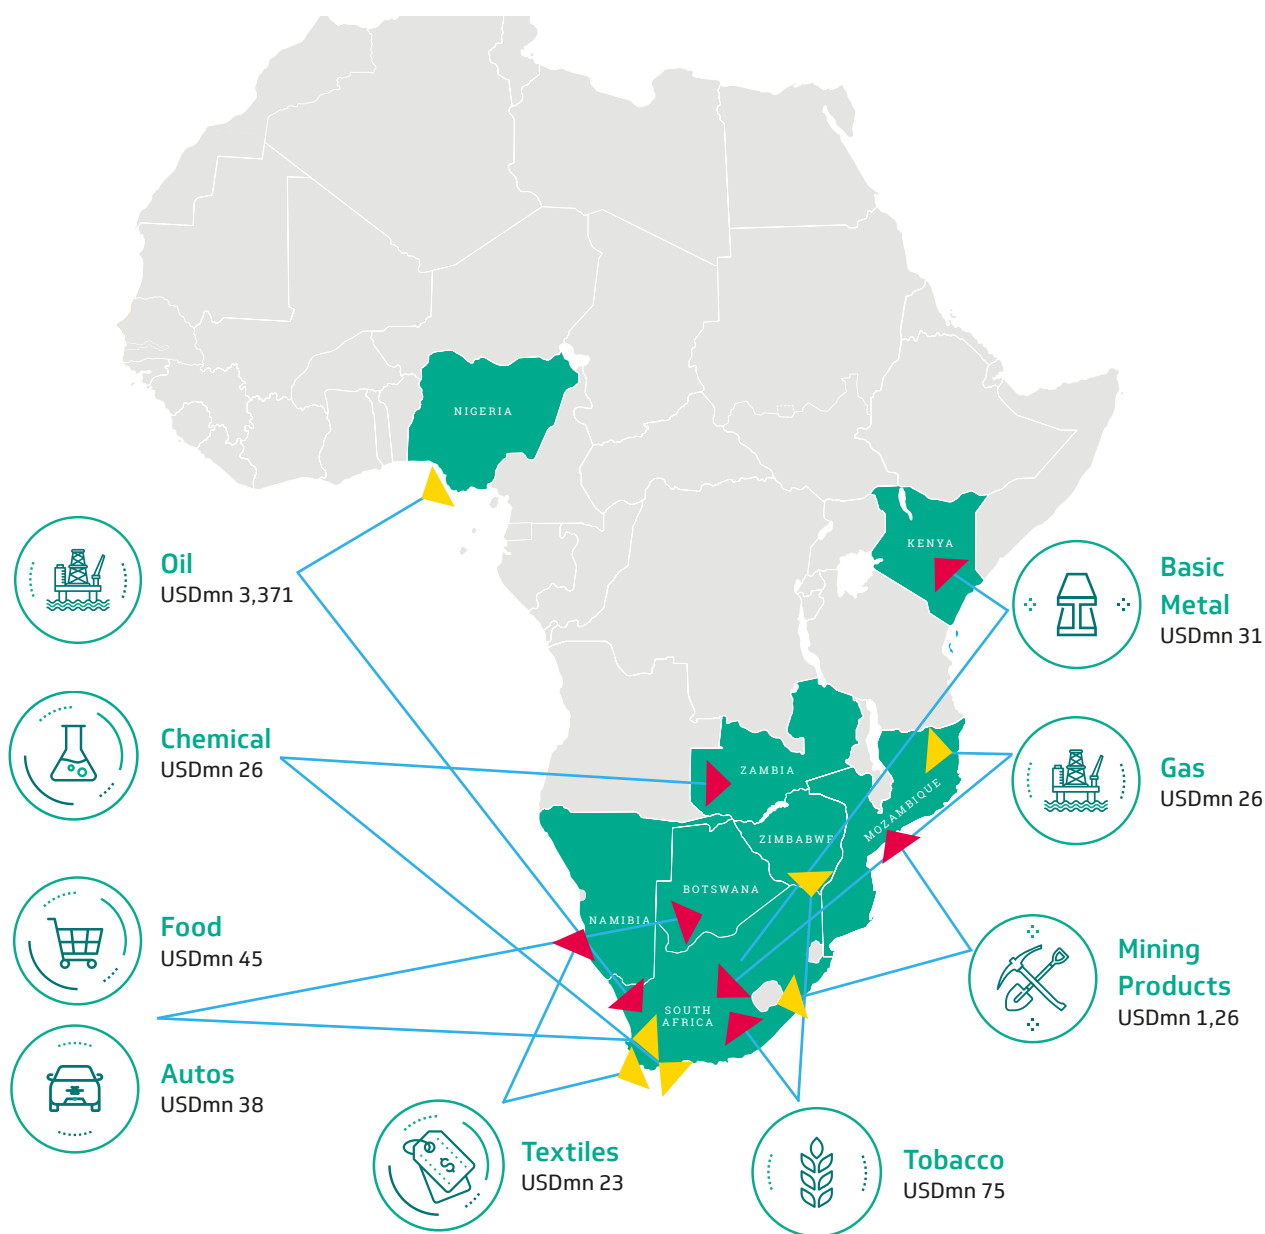 NIGERIA
KENYA
Oil
USDmn 3,371
Basic
Metal
USDmn 31
Chemical
USDmn 26
ZAMBIA
Gas
USDmn 26
MOZAMBIQUE
ZIMBABWE
BOTSWANA
NAMIBIA
Food
USDmn 45
Mining
Products
USDmn 1,26
SOUTH
AFRICA
Autos
USDmn 38
$
Textiles
USDmn 23
Tobacco
USDmn 75